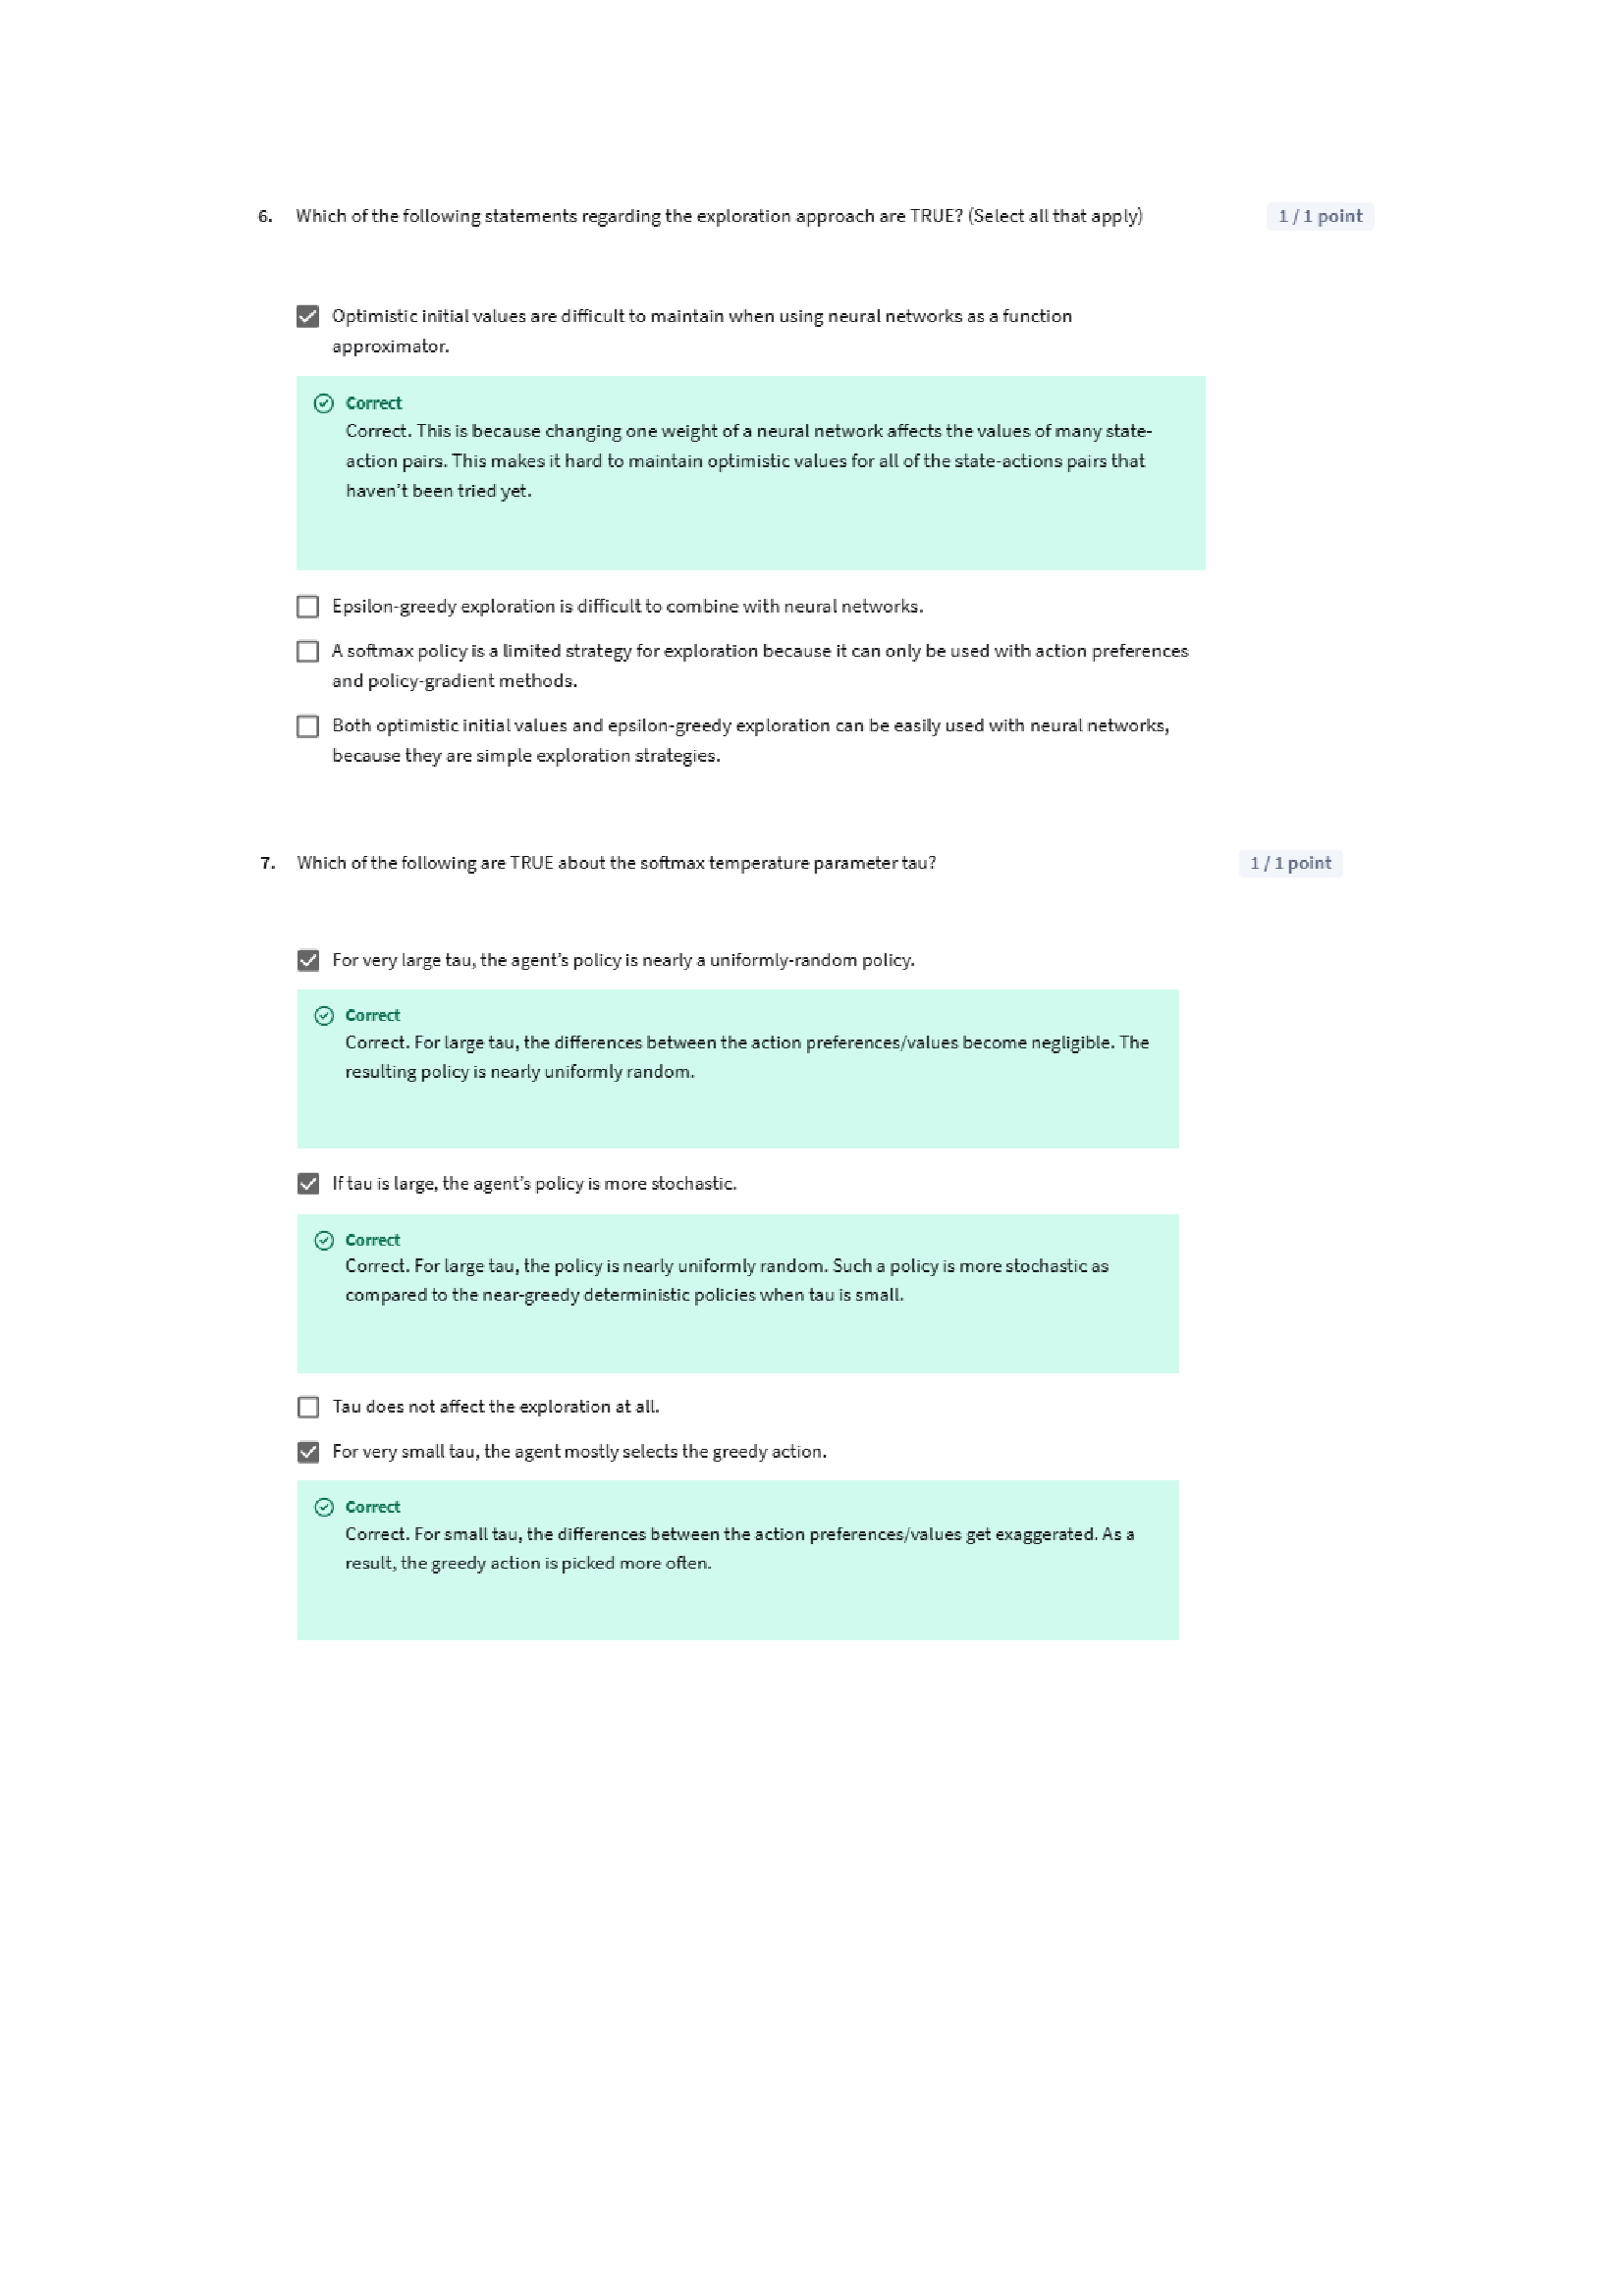 6. Which of the following statements regarding the exploration approach are TRUE? (Select all that apply) 1 / 1 point
Optimistic initial values are difficult to maintain when using neural networks as a function
approximator.
Correct
Correct. This is because changing one weight of a neural network affects the values of many state-
action pairs. This makes it hard to maintain optimistic values for all of the state-actions pairs that
haven't been tried yet.
Epsilon-greedy exploration is difficult to combine with neural networks.
A softmax policy is a limited strategy for exploration because it can only be used with action preferences
and policy-gradient methods.
Both optimistic initial values and epsilon-greedy exploration can be easily used with neural networks,
because they are simple exploration strategies.
7. Which of the following are TRUE about the softmax temperature parameter tau? 1 / 1 point
For very large tau, the agent's policy is nearly a uniformly-random policy.
Correct
Correct. For large tau, the differences between the action preferences/values become negligible. The
resulting policy is nearly uniformly random.
If tau is large, the agent's policy is more stochastic.
Correct
Correct. For large tau, the policy is nearly uniformly random. Such a policy is more stochastic as
compared to the near-greedy deterministic policies when tau is small.
Tau does not affect the exploration at all.
For very small tau, the agent mostly selects the greedy action.
Correct
Correct. For small tau, the differences between the action preferences/values get exaggerated. As a
result, the greedy action is picked more often.